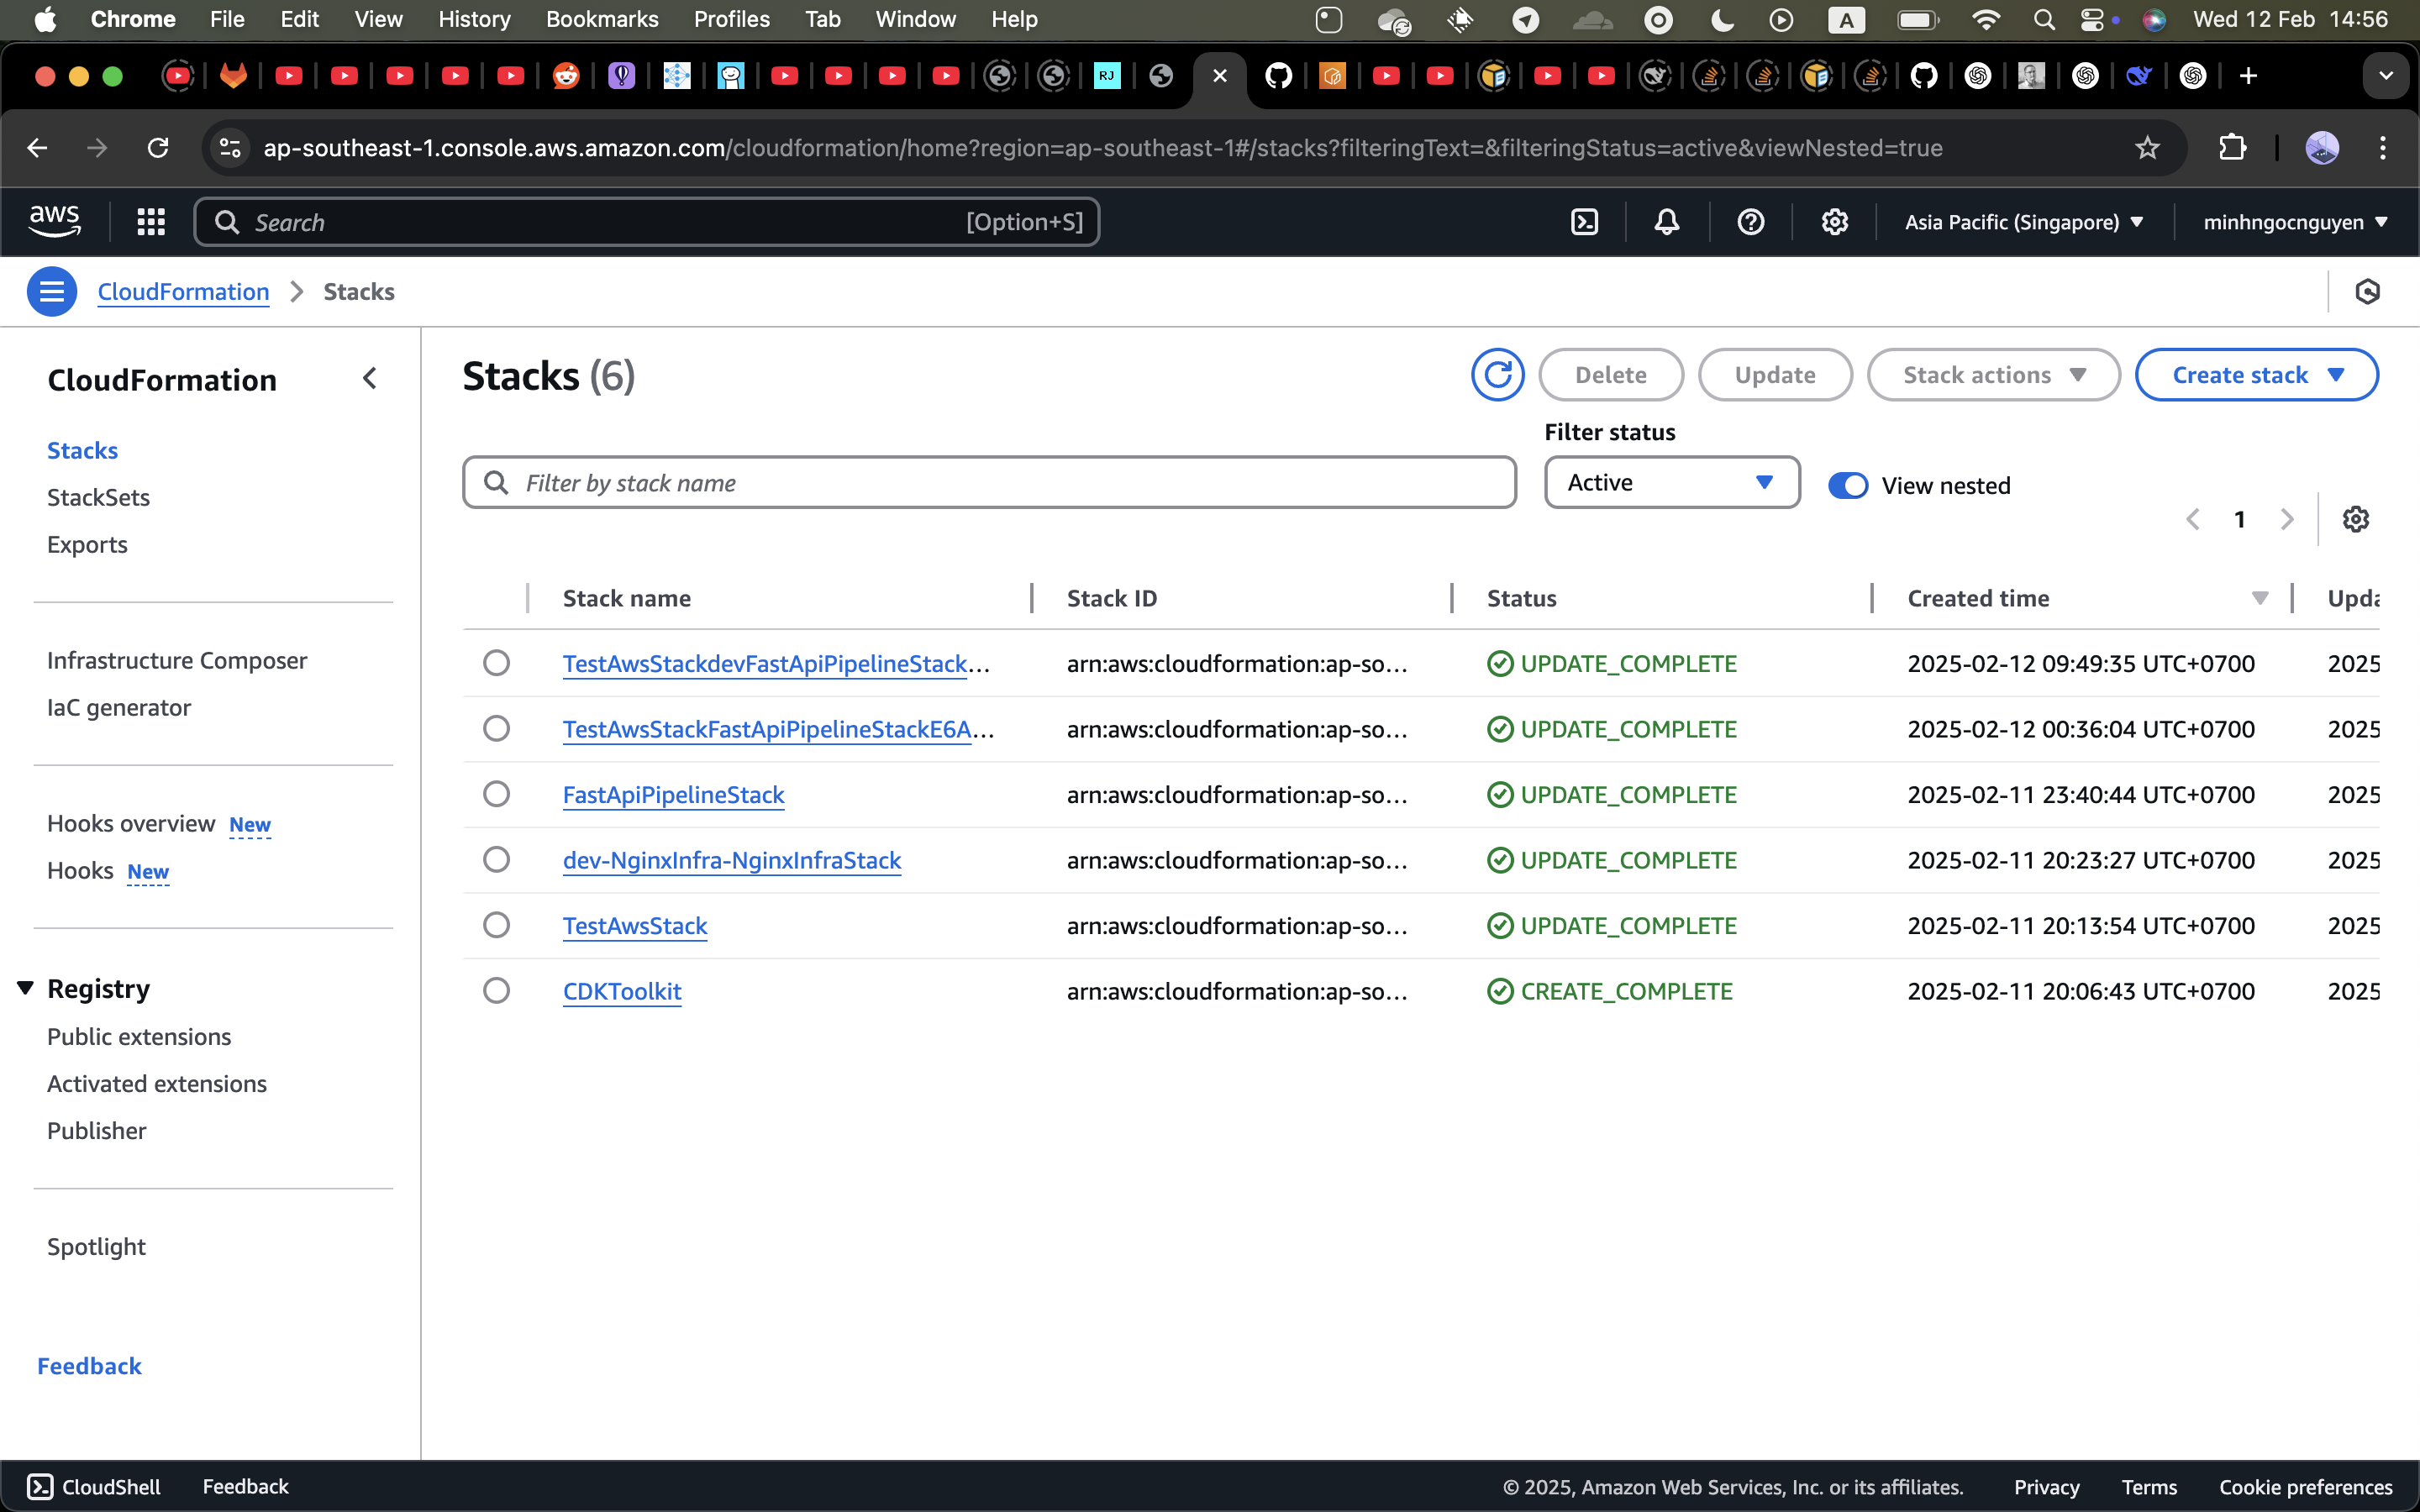 Chrome File Edit View History Bookmarks Profiles Tab Window Help A Wed 12 Feb 14:56
RJ
ap-southeast-1.console.aws.amazon.com/cloudformation/home?region=ap-southeast-1#/stacks?filteringText=&filteringStatus=active&viewNested=true
aws Search [Option+S] Asia Pacific (Singapore) minhngocnguyen
CloudFormation Stacks
CloudFormation
Stacks
StackSets
Exports
Infrastructure Composer
IaC generator
Hooks overview New
Hooks New
Registry
Public extensions
Activated extensions
Publisher
Spotlight
Feedback
Stacks (6) Delete Update Stack actions Create stack
Filter status
Filter by stack name Active View nested
1
Stack name Stack ID Status Created time Upda
TestAwsStackdevFastApiPipelineStack... arn:aws:cloudformation:ap-so... UPDATE_COMPLETE 2025-02-12 09:49:35 UTC+0700 2025
TestAwsStackFastApiPipelineStackE6A... arn:aws:cloudformation:ap-so... UPDATE_COMPLETE 2025-02-12 00:36:04 UTC+0700 2025
FastApiPipelineStack arn:aws:cloudformation:ap-so... UPDATE_COMPLETE 2025-02-11 23:40:44 UTC+0700 2025
dev-NginxInfra-NginxInfraStack arn:aws:cloudformation:ap-so... UPDATE_COMPLETE 2025-02-11 20:23:27 UTC+0700 2025
TestAwsStack arn:aws:cloudformation:ap-so... UPDATE_COMPLETE 2025-02-11 20:13:54 UTC+0700 2025
CDKToolkit arn:aws:cloudformation:ap-so... CREATE_COMPLETE 2025-02-11 20:06:43 UTC+0700 2025
CloudShell Feedback © 2025, Amazon Web Services, Inc. or its affiliates. Privacy Terms Cookie preferences